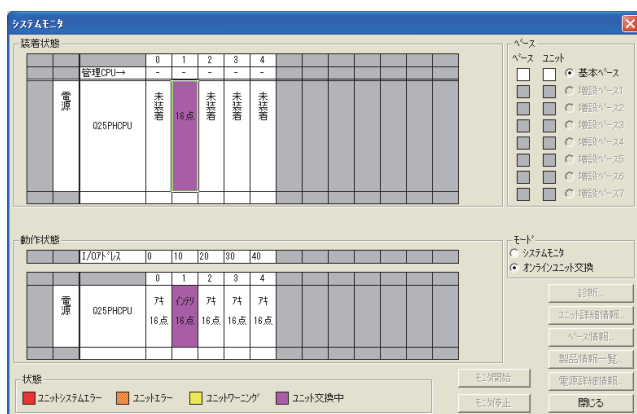 システムモニタ
装着状態
0 1 2 3 4
管理CPU→ - - - - -
電源 Q25PHCPU 未装着 16点 未装着 未装着 未装着
ベース
ベース ユニット
基本ベース
増設ベース1
増設ベース2
増設ベース3
増設ベース4
増設ベース5
増設ベース6
増設ベース7
動作状態
I/Oアドレス 0 10 20 30 40
0 1 2 3 4
電源 Q25PHCPU アキ インテリ アキ アキ アキ
16点 16点 16点 16点 16点
モード
システムモニタ
オンラインユニット交換
診断...
ユニット詳細情報...
ベース情報...
製品情報一覧...
電源詳細情報...
閉じる
状態
ユニットシステムエラー ユニットエラー ユニットワーニング ユニット交換中
モニタ開始
モニタ停止